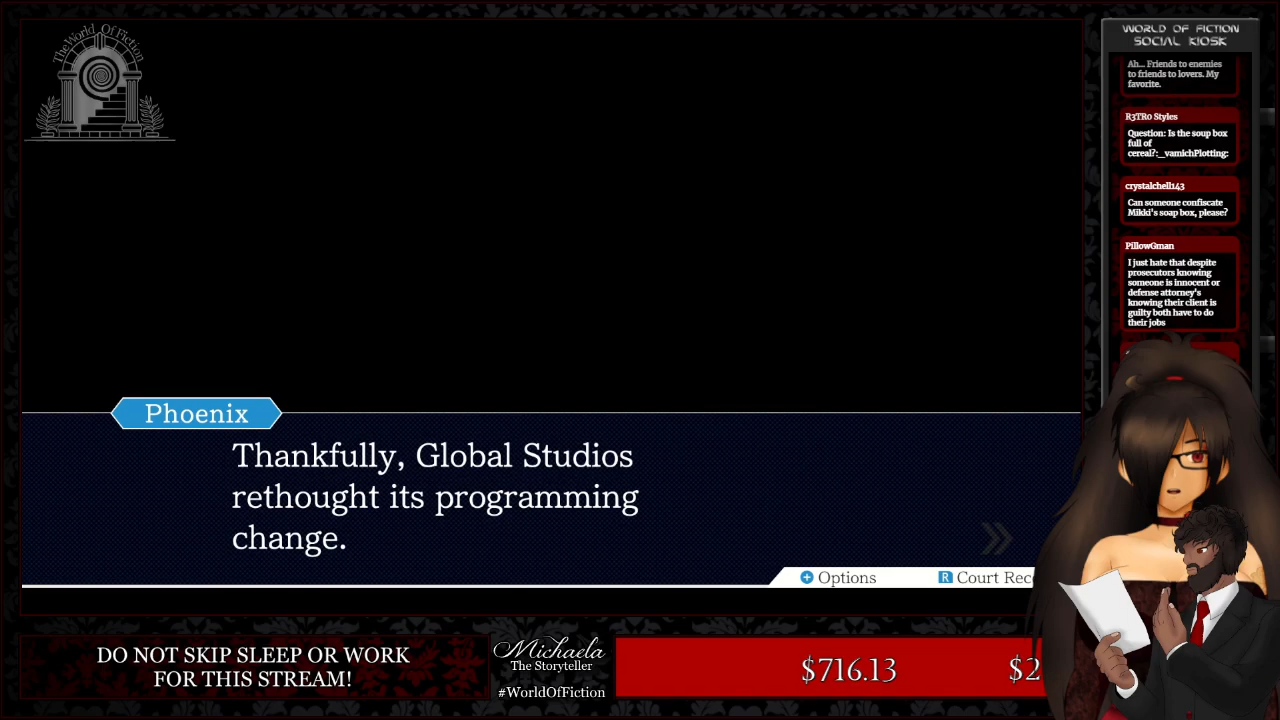 The World Of Fiction
WORLD OF FICTION
SOCIAL KIOSK
Ah... Friends to enemies
to friends to lovers. My
favorite.
R3TR0 Styles
Question: Is the soup box
full of
cereal?:_vamichPlotting:
crystalchell143
Can someone confiscate
Mikki's soap box, please?
PillowGman
I just hate that despite
prosecutors knowing
someone is innocent or
defense attorney's
knowing their client is
guilty both have to do
their jobs
Phoenix
Thankfully, Global Studios
rethought its programming
change.
+ Options
R Court Rec
DO NOT SKIP SLEEP OR WORK
FOR THIS STREAM!
Michaela
The Storyteller
#WorldOfFiction
$716.13
$2